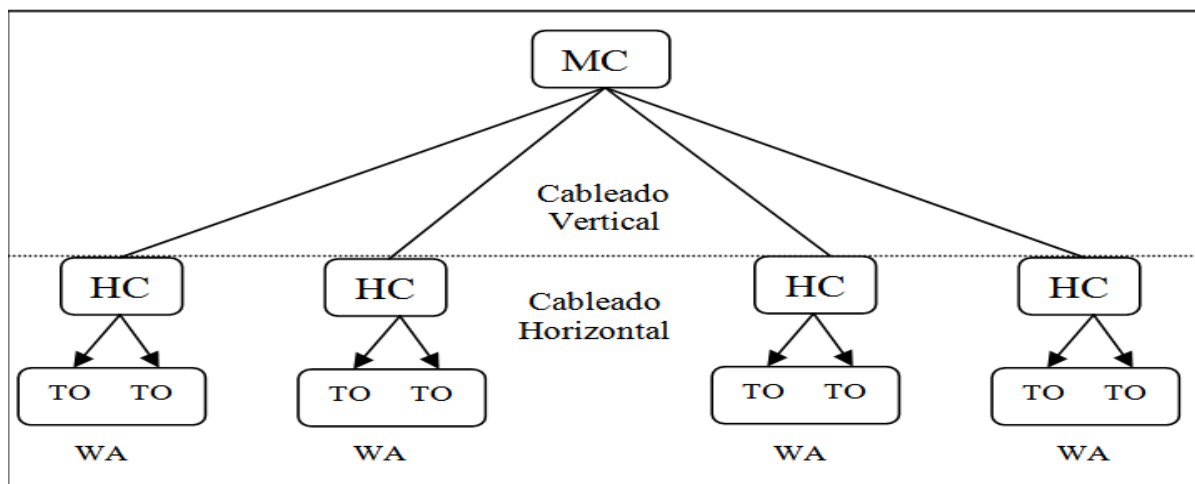 MC
Cableado
Vertical
HC HC HC HC
Cableado
Horizontal
TO TO TO TO TO TO TO TO
WA WA WA WA